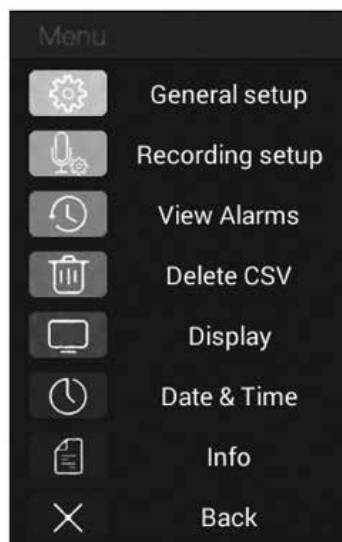 Menu
General setup
Recording setup
View Alarms
Delete CSV
Display
Date & Time
Info
Back